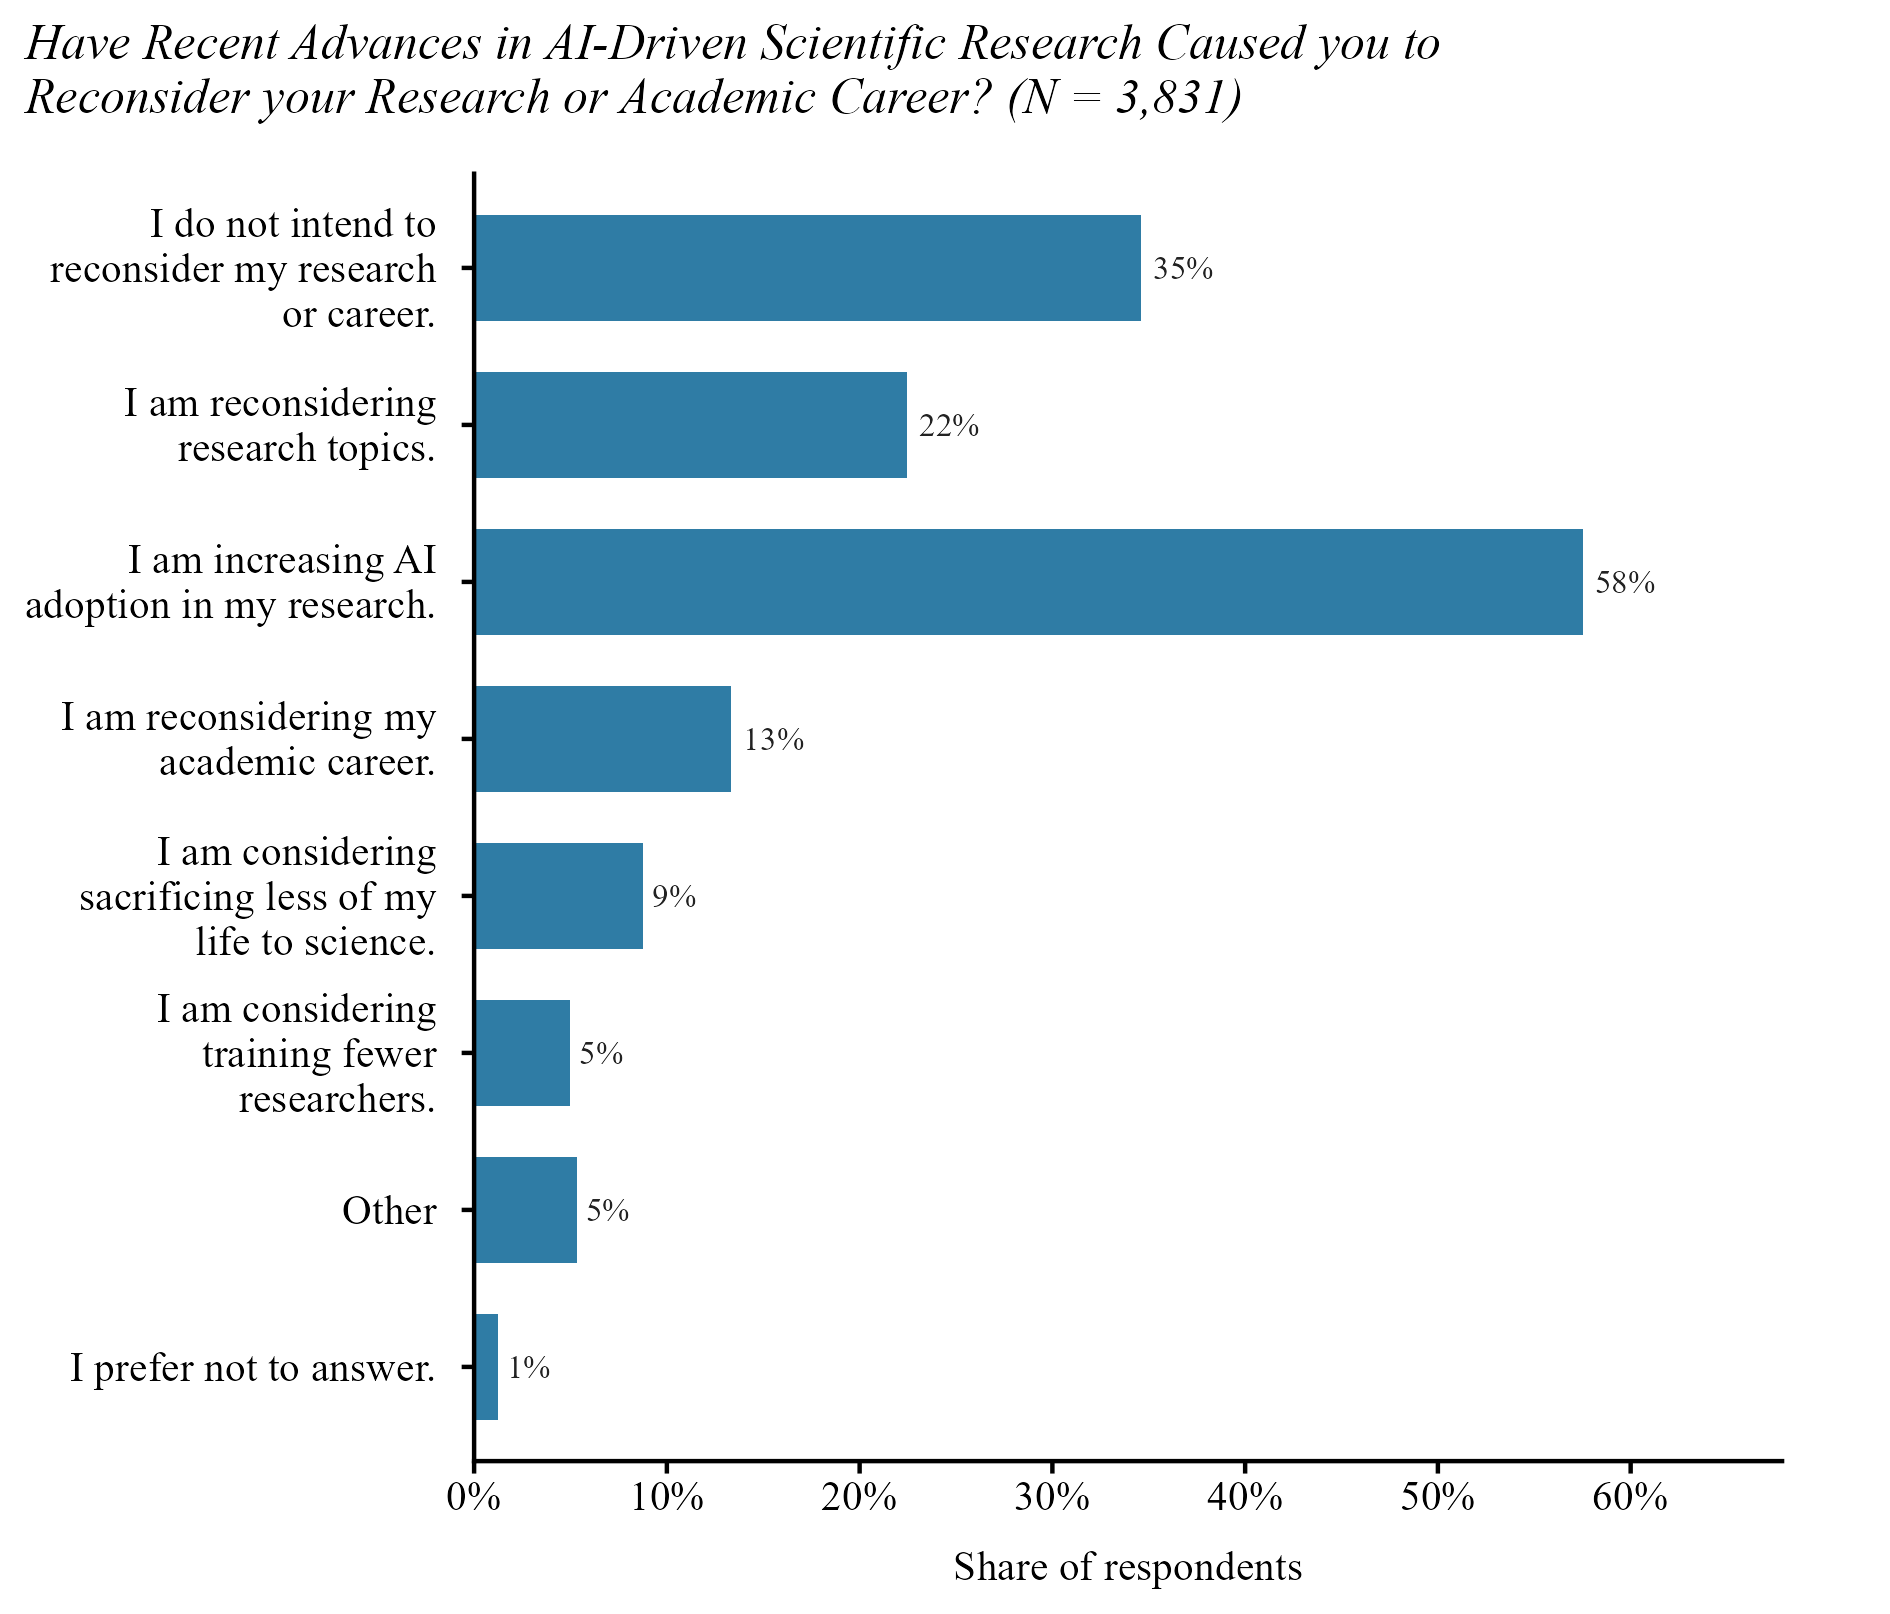 Have Recent Advances in AI-Driven Scientific Research Caused you to
Reconsider your Research or Academic Career? (N = 3,831)
I do not intend to
reconsider my research
or career.
35%
I am reconsidering
research topics.
22%
I am increasing AI
adoption in my research.
58%
I am reconsidering my
academic career.
13%
I am considering
sacrificing less of my
life to science.
9%
I am considering
training fewer
researchers.
5%
Other
5%
I prefer not to answer.
1%
0% 10% 20% 30% 40% 50% 60%
Share of respondents